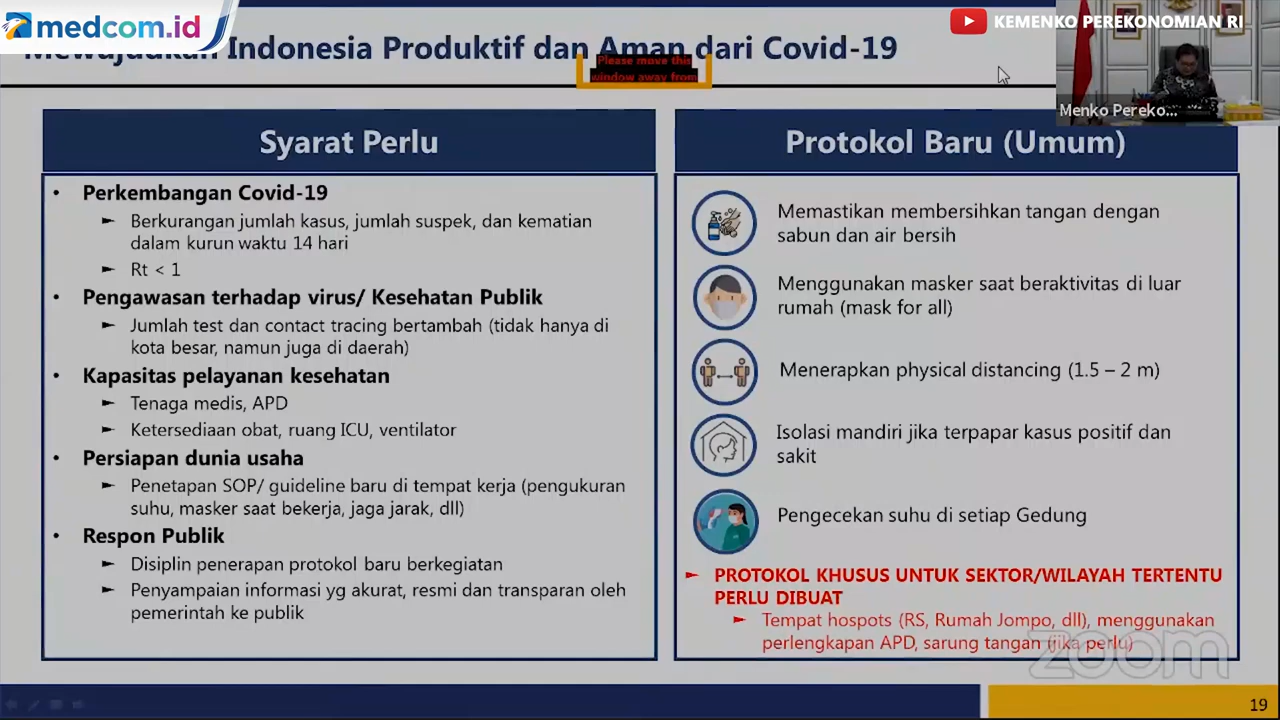 medcom.id
KEMENKO PEREKONOMIAN RI
Mewujudkan Indonesia Produktif dan Aman dari Covid-19
Please move this
window away from
Menko Pereko...
Syarat Perlu
• Perkembangan Covid-19
► Berkurangan jumlah kasus, jumlah suspek, dan kematian
dalam kurun waktu 14 hari
► Rt < 1
• Pengawasan terhadap virus/ Kesehatan Publik
► Jumlah test dan contact tracing bertambah (tidak hanya di
kota besar, namun juga di daerah)
• Kapasitas pelayanan kesehatan
► Tenaga medis, APD
► Ketersediaan obat, ruang ICU, ventilator
• Persiapan dunia usaha
► Penetapan SOP/ guideline baru di tempat kerja (pengukuran
suhu, masker saat bekerja, jaga jarak, dll)
• Respon Publik
► Disiplin penerapan protokol baru berkegiatan
► Penyampaian informasi yg akurat, resmi dan transparan oleh
pemerintah ke publik
Protokol Baru (Umum)
Memastikan membersihkan tangan dengan
sabun dan air bersih
Menggunakan masker saat beraktivitas di luar
rumah (mask for all)
Menerapkan physical distancing (1.5 – 2 m)
Isolasi mandiri jika terpapar kasus positif dan
sakit
Pengecekan suhu di setiap Gedung
► PROTOKOL KHUSUS UNTUK SEKTOR/WILAYAH TERTENTU
PERLU DIBUAT
► Tempat hospots (RS, Rumah Jompo, dll), menggunakan
perlengkapan APD, sarung tangan (jika perlu)
zoom
19